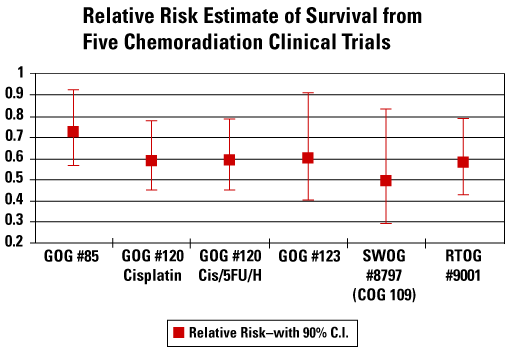 Relative Risk Estimate of Survival from
Five Chemoradiation Clinical Trials
1
0.9
0.8
0.7
0.6
0.5
0.4
0.3
0.2
GOG #85
GOG #120
Cisplatin
GOG #120
Cis/5FU/H
GOG #123
SWOG
#8797
(COG 109)
RTOG
#9001
Relative Risk–with 90% C.I.